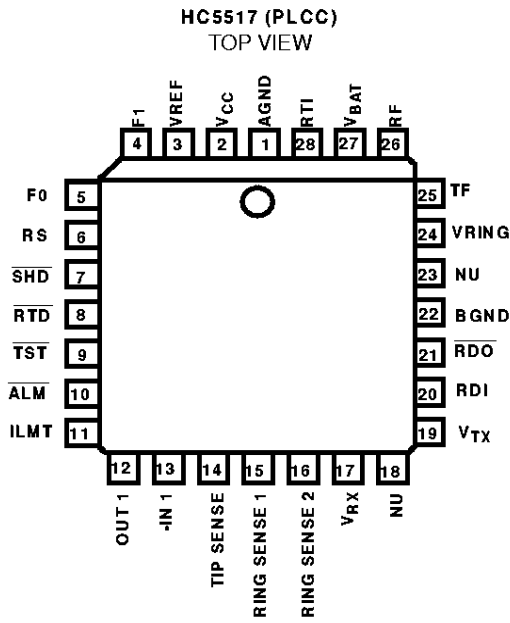 HC5517 (PLCC)
TOP VIEW
F1
VREF
VCC
AGND
RTI
VBAT
RF
4
3
2
1
28
27
26
F0 5
RS 6
SHD 7
RTD 8
TST 9
ALM 10
ILMT 11
25 TF
24 VRING
23 NU
22 BGND
21 RDO
20 RDI
19 VTX
12
13
14
15
16
17
18
OUT 1
-IN 1
TIP SENSE
RING SENSE 1
RING SENSE 2
VRX
NU